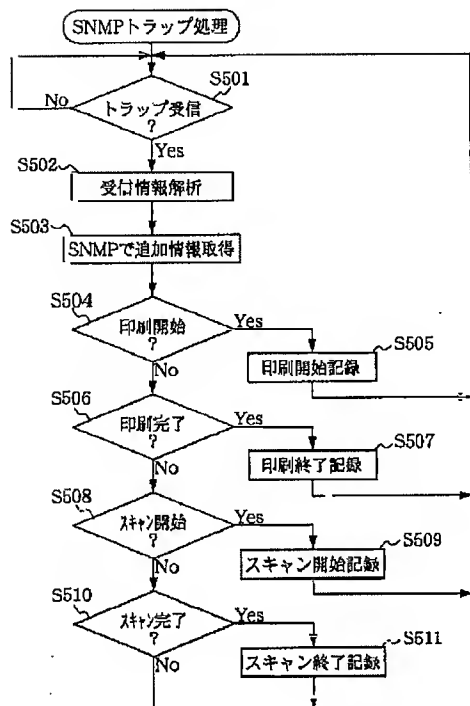 SNMPトラップ処理
S501
トラップ受信
?
No
Yes
S502
受信情報解析
S503
SNMPで追加情報取得
S504
印刷開始
?
Yes
No
S505
印刷開始記録
S506
印刷完了
?
Yes
No
S507
印刷終了記録
S508
スキャン開始
?
Yes
No
S509
スキャン開始記録
S510
スキャン完了
?
Yes
No
S511
スキャン終了記録